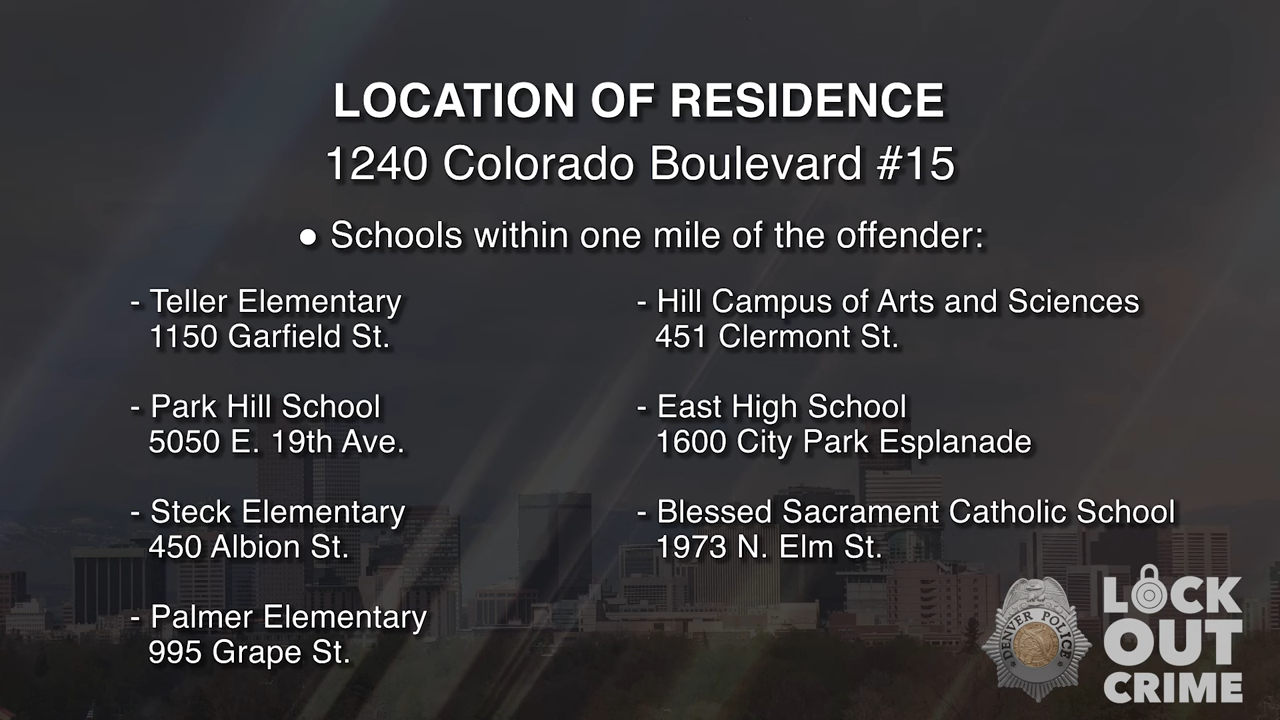 LOCATION OF RESIDENCE
1240 Colorado Boulevard #15
• Schools within one mile of the offender:
- Teller Elementary
1150 Garfield St.
- Park Hill School
5050 E. 19th Ave.
- Steck Elementary
450 Albion St.
- Palmer Elementary
995 Grape St.
- Hill Campus of Arts and Sciences
451 Clermont St.
- East High School
1600 City Park Esplanade
- Blessed Sacrament Catholic School
1973 N. Elm St.
DENVER POLICE
LOCK
OUT
CRIME